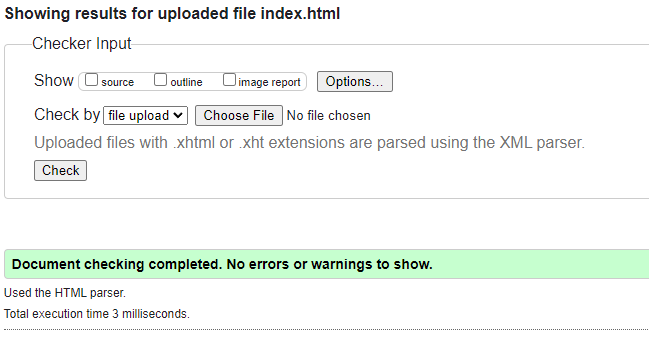 Showing results for uploaded file index.html
Checker Input
Show source outline image report Options...
Check by file upload Choose File No file chosen
Uploaded files with .xhtml or .xht extensions are parsed using the XML parser.
Check
Document checking completed. No errors or warnings to show.
Used the HTML parser.
Total execution time 3 milliseconds.